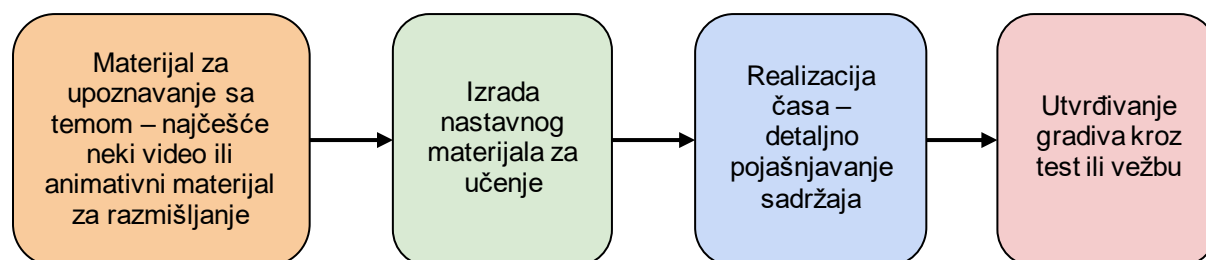 Materijal za
upoznavanje sa
temom – najčešće
neki video ili
animativni materijal
za razmišljanje
Izrada
nastavnog
materijala za
učenje
Realizacija
časa –
detaljno
pojašnjavanje
sadržaja
Utvrđivanje
gradiva kroz
test ili vežbu